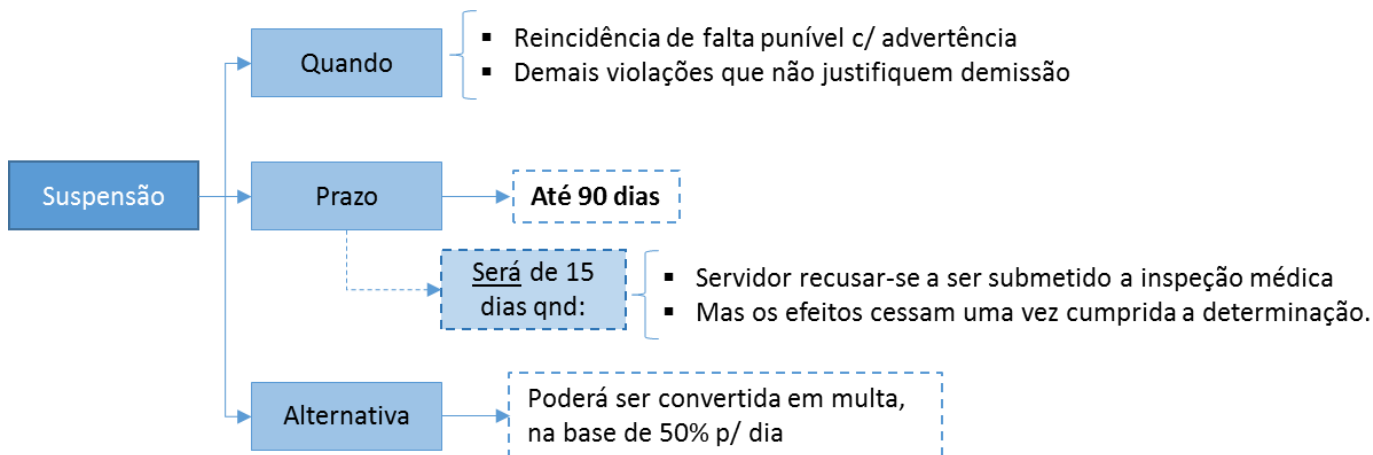 Suspensão
Quando
▪ Reincidência de falta punível c/ advertência
▪ Demais violações que não justifiquem demissão
Prazo
Até 90 dias
Será de 15
dias qnd:
▪ Servidor recusar-se a ser submetido a inspeção médica
▪ Mas os efeitos cessam uma vez cumprida a determinação.
Alternativa
Poderá ser convertida em multa,
na base de 50% p/ dia